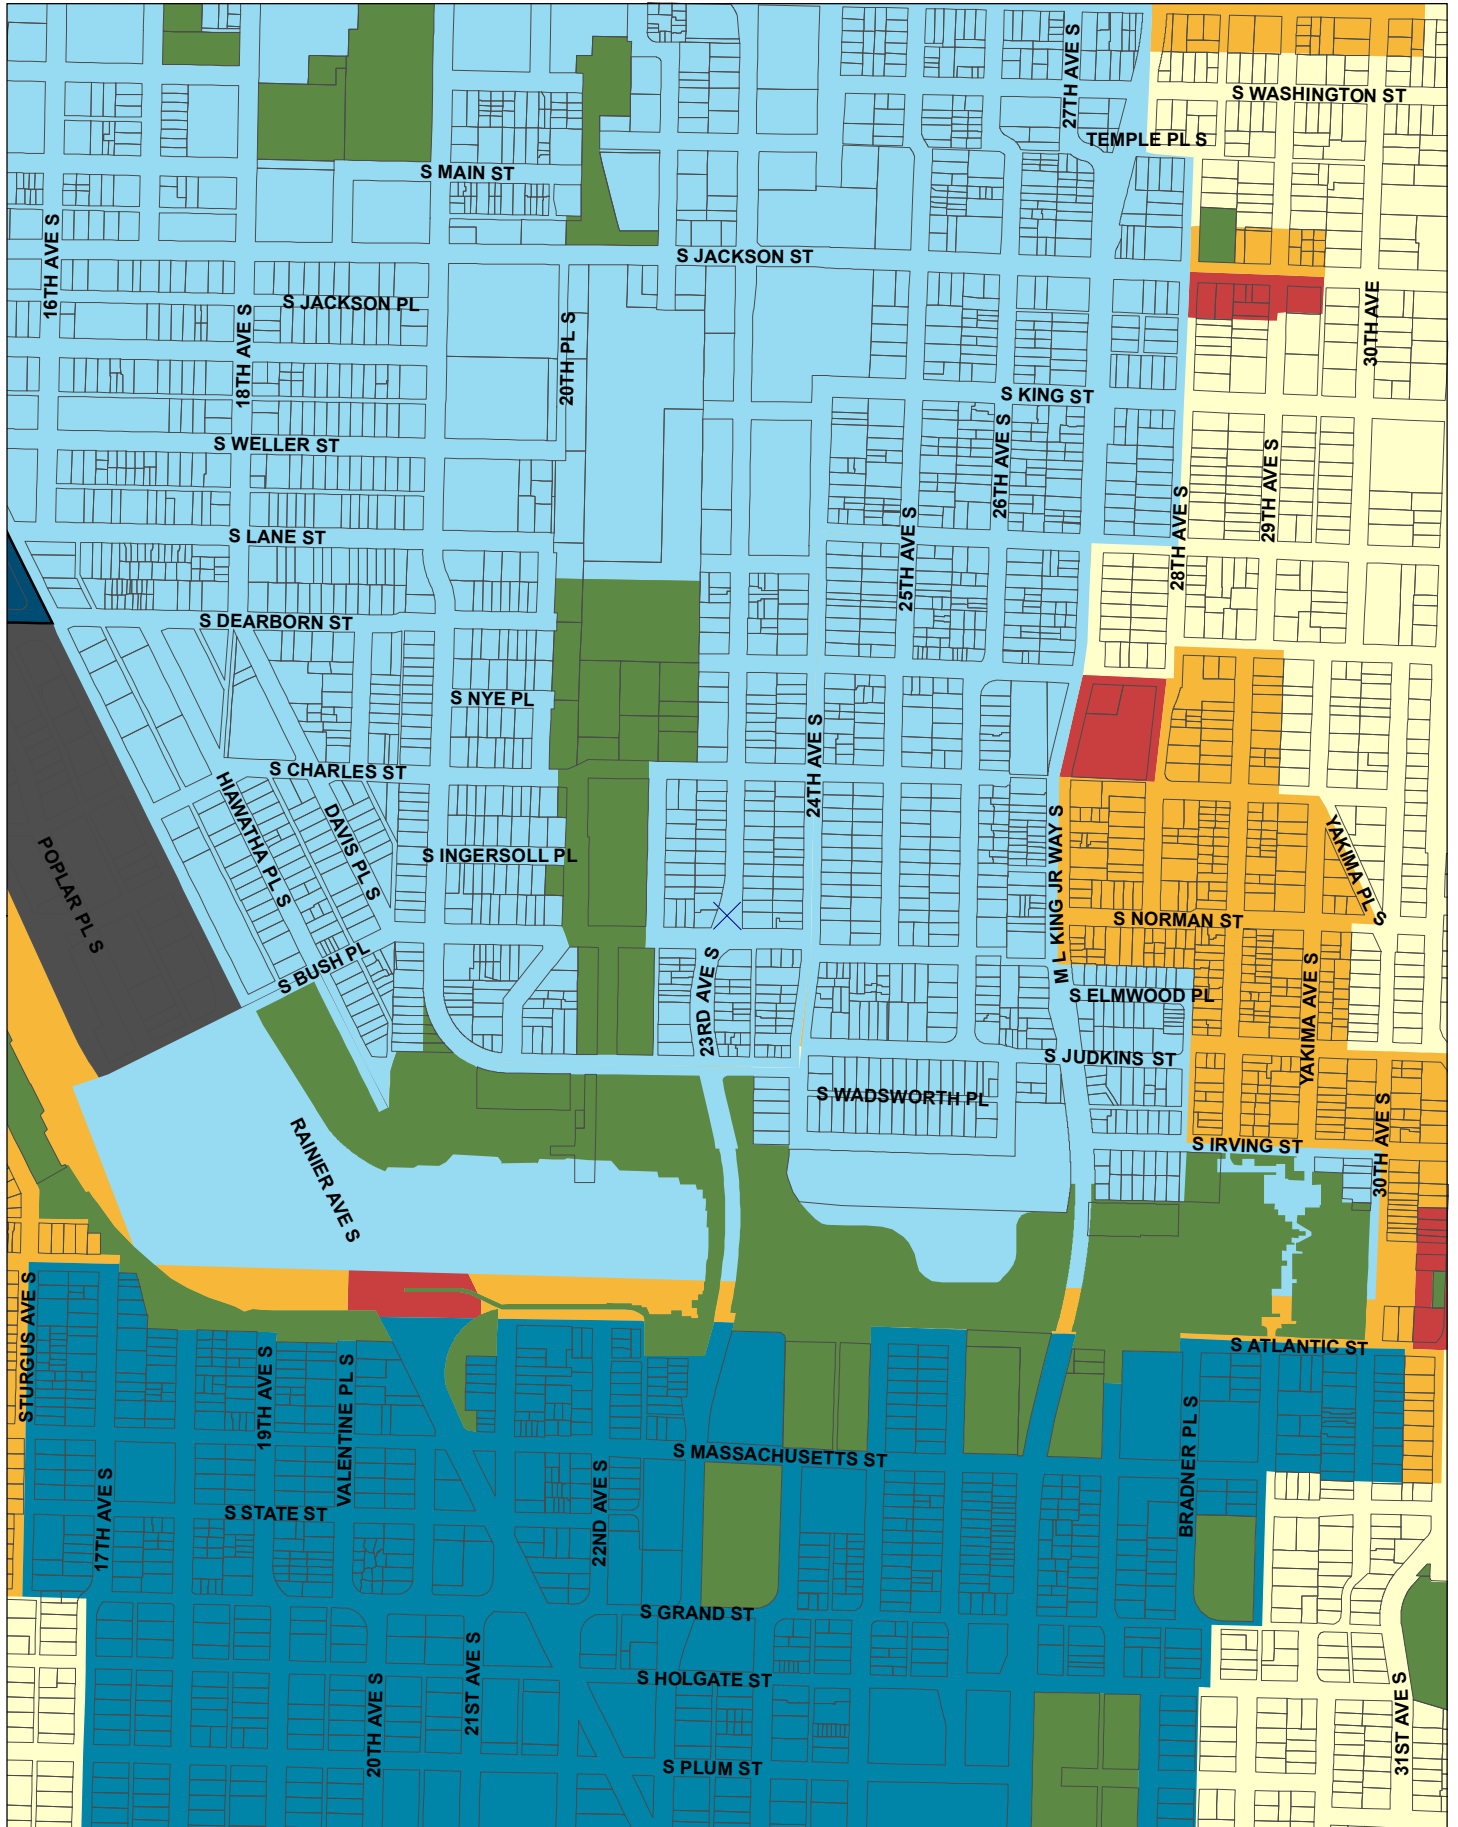 27TH AVE S
S WASHINGTON ST
TEMPLE PL S
S MAIN ST
16TH AVE S
S JACKSON ST
S JACKSON PL
18TH AVE S
20TH PL S
30TH AVE
S KING ST
S WELLER ST
26TH AVE S
29TH AVE S
28TH AVE S
S LANE ST
25TH AVE S
S DEARBORN ST
S NYE PL
24TH AVE S
S CHARLES ST
HIAWATHA PL S
DAVIS PL S
POPLAR PL S
S INGERSOLL PL
M L KING JR WAY S
YAKIMA PL S
S NORMAN ST
S BUSH PL
23RD AVE S
S ELMWOOD PL
YAKIMA AVE S
S JUDKINS ST
S WADSWORTH PL
RAINIER AVE S
S IRVING ST
30TH AVE S
STURGUS AVE S
S ATLANTIC ST
19TH AVE S
VALENTINE PL S
BRADNER PL S
S MASSACHUSETTS ST
17TH AVE S
S STATE ST
22ND AVE S
S GRAND ST
21ST AVE S
S HOLGATE ST
20TH AVE S
31ST AVE S
S PLUM ST